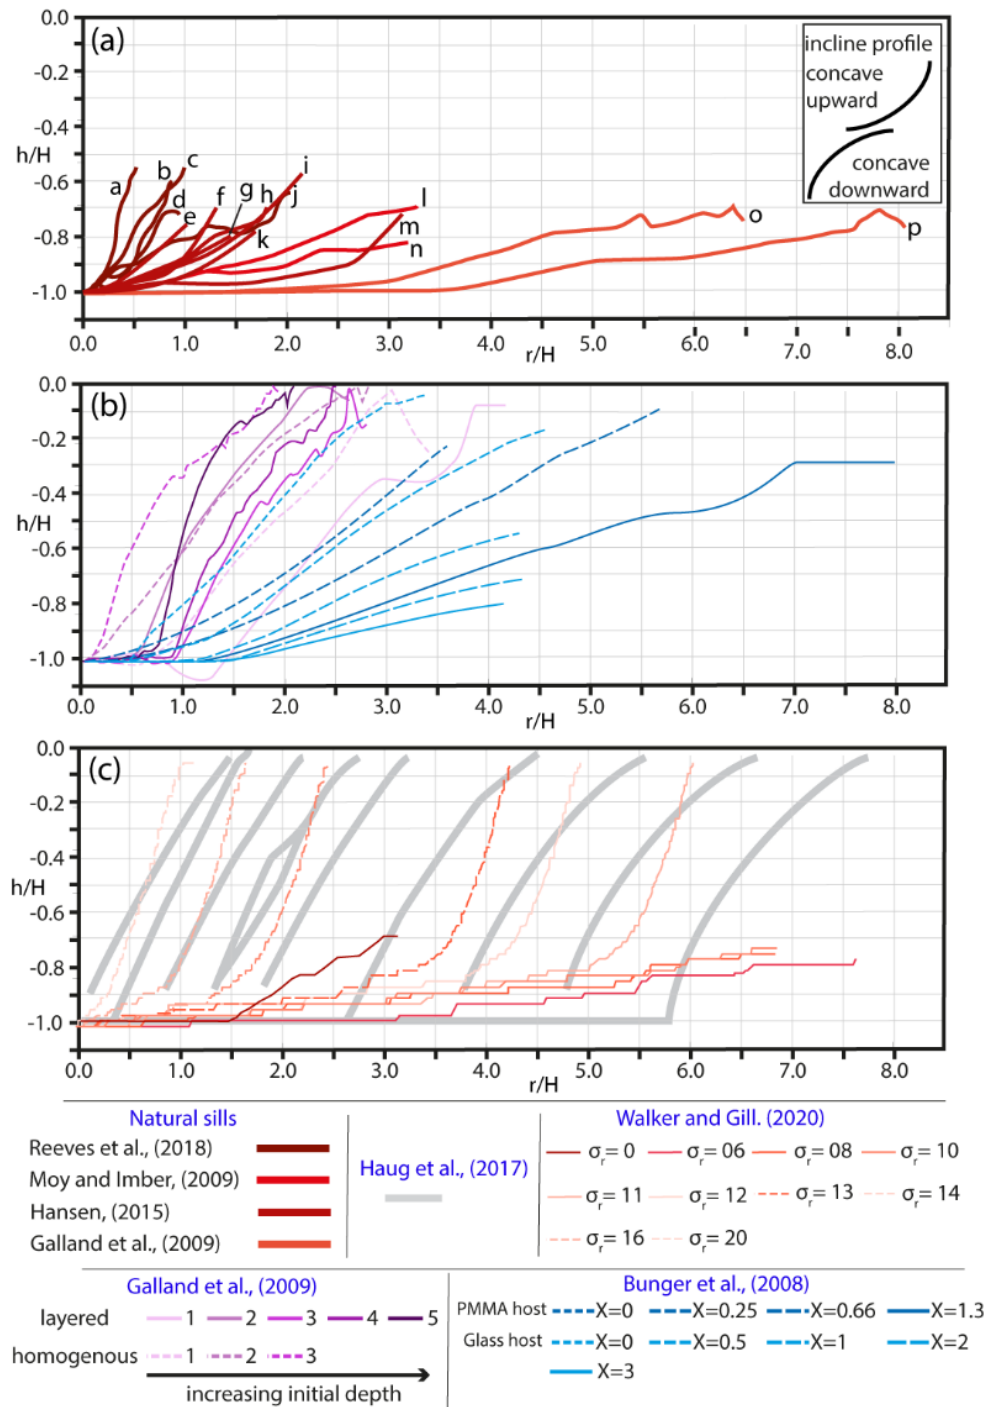 0.0
(a)
-0.2
-0.4
h/H
-0.6
-0.8
-1.0
incline profile
concave
upward
concave
downward
a
b
c
d
e
f
g
h
i
j
k
l
m
n
o
p
0.0 1.0 2.0 3.0 4.0 5.0 6.0 7.0 8.0
r/H
0.0
(b)
-0.2
-0.4
h/H
-0.6
-0.8
-1.0
0.0 1.0 2.0 3.0 4.0 5.0 6.0 7.0 8.0
r/H
0.0
(c)
-0.2
-0.4
h/H
-0.6
-0.8
-1.0
0.0 1.0 2.0 3.0 4.0 5.0 6.0 7.0 8.0
r/H
Natural sills
Reeves et al., (2018)
Moy and Imber, (2009)
Hansen, (2015)
Galland et al., (2009)
Haug et al., (2017)
Walker and Gill. (2020)
σr= 0 σr= 06 σr= 08 σr= 10
σr= 11 σr= 12 σr= 13 σr= 14
σr= 16 σr= 20
Galland et al., (2009)
layered 1 2 3 4 5
homogenous 1 2 3
increasing initial depth
Bunger et al., (2008)
PMMA host X=0 X=0.25 X=0.66 X=1.3
Glass host X=0 X=0.5 X=1 X=2
X=3